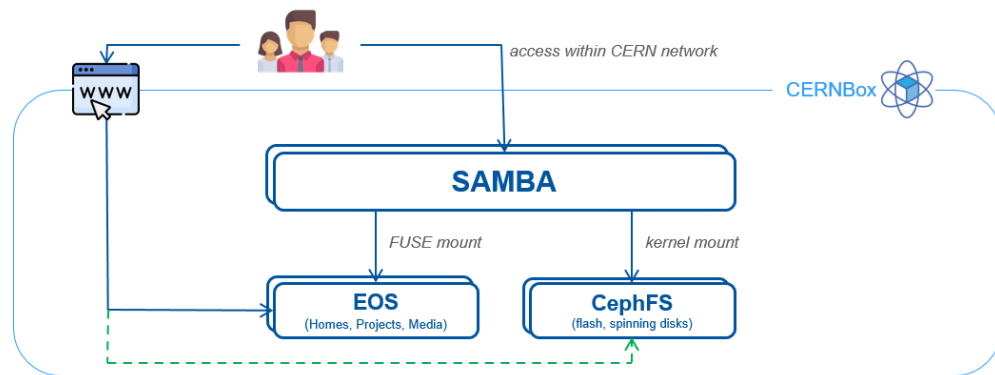 access within CERN network
WWW
CERNBox
SAMBA
FUSE mount
kernel mount
EOS
(Homes, Projects, Media)
CephFS
(flash, spinning disks)